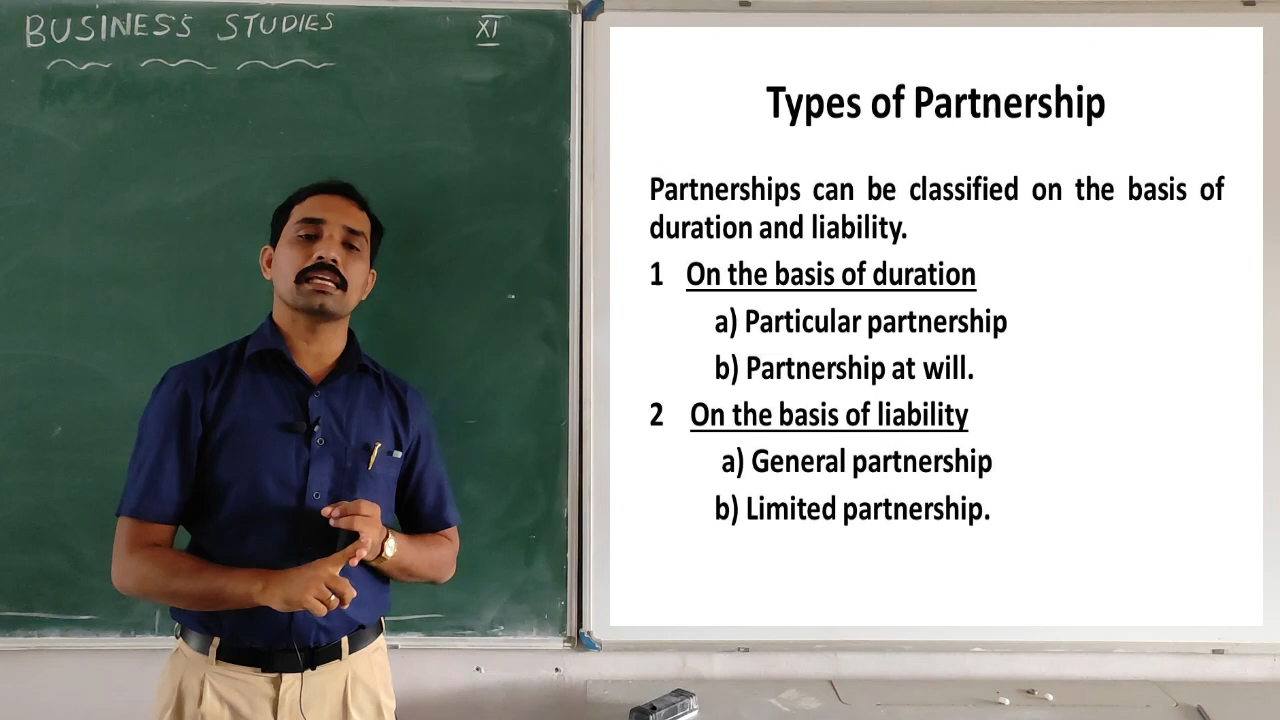 BUSINESS STUDIES
XI
Types of Partnership
Partnerships can be classified on the basis of
duration and liability.
1 On the basis of duration
a) Particular partnership
b) Partnership at will.
2 On the basis of liability
a) General partnership
b) Limited partnership.